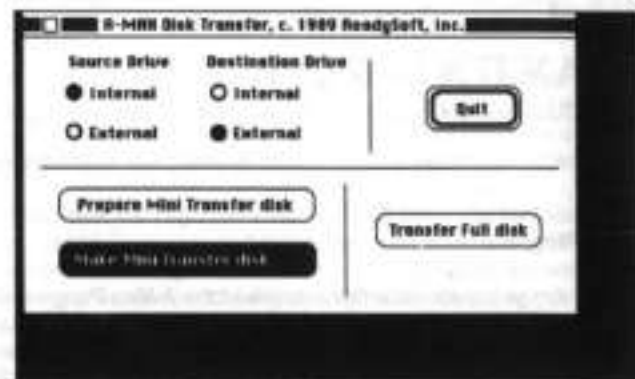 A-MAX Disk Transfer, c. 1989 ReadySoft, Inc.
Source Drive
Destination Drive
Internal
Internal
External
External
Quit
Prepare Mini Transfer disk
Make Mini Transfer disk
Transfer Full disk